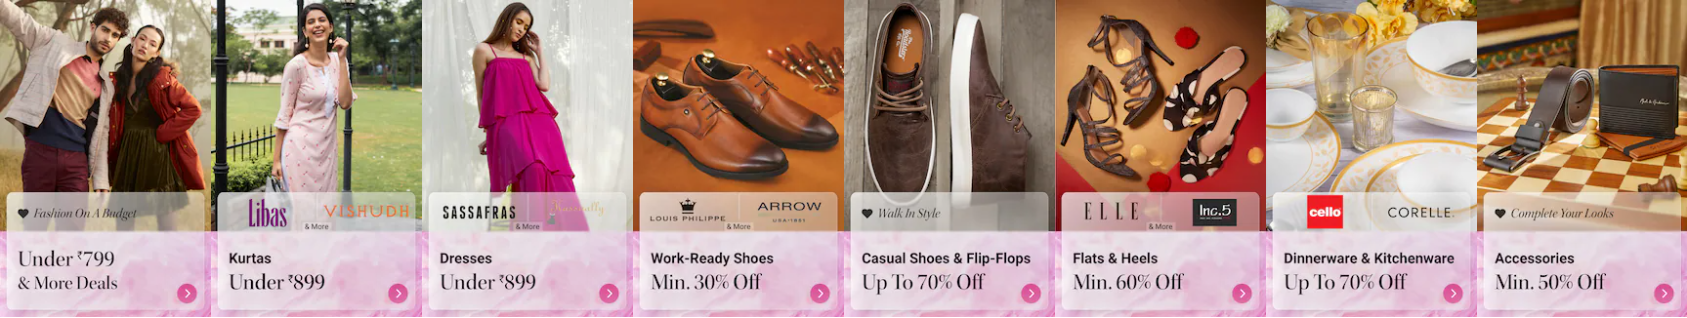 Fashion On A Budget
Under ₹799
& More Deals
Libas
VISHUDH
& More
Kurtas
Under ₹899
SASSAFRAS
& More
Dresses
Under ₹899
LOUIS PHILIPPE
ARROW
USA/1851
& More
Work-Ready Shoes
Min. 30% Off
Walk In Style
Casual Shoes & Flip-Flops
Up To 70% Off
ELLE
Inc.5
& More
Flats & Heels
Min. 60% Off
cello
CORELLE.
Dinnerware & Kitchenware
Up To 70% Off
Complete Your Looks
Accessories
Min. 50% Off